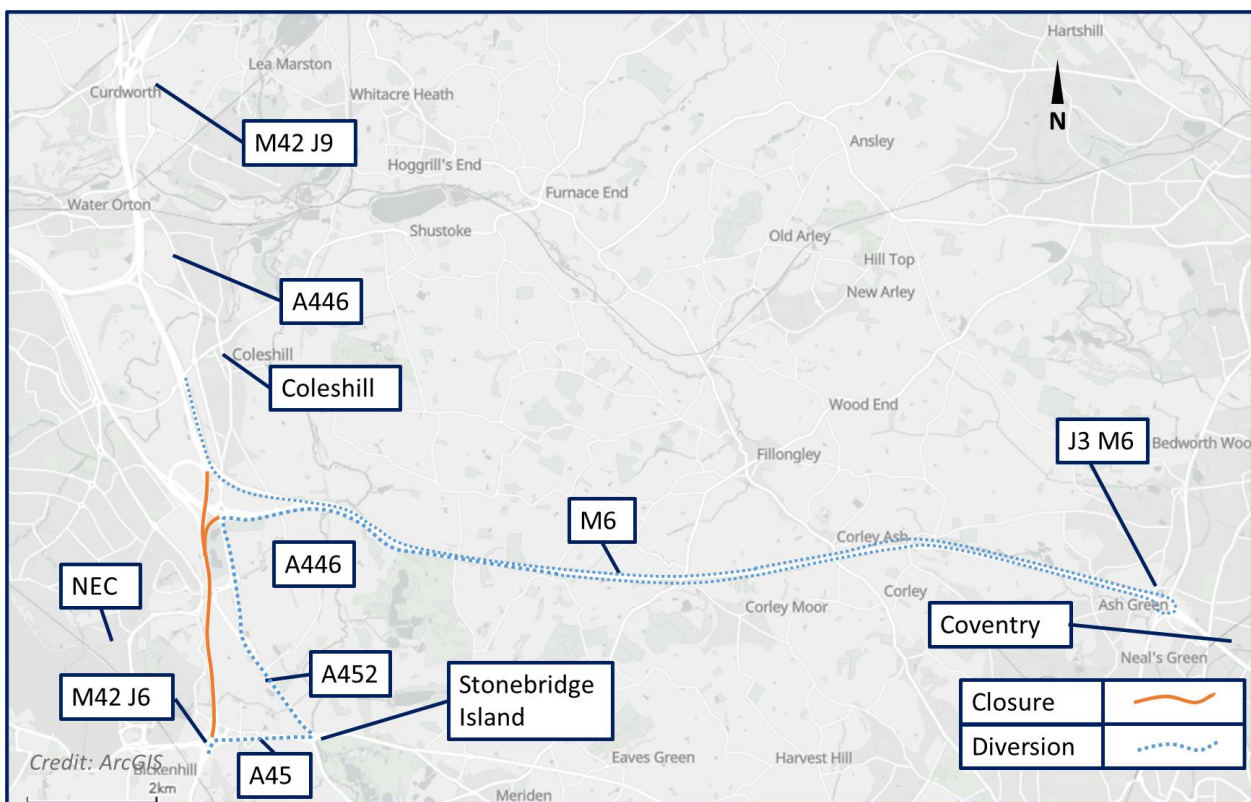 Hartshill
Lea Marston
Curdworth
Whitacre Heath
N
M42 J9
Ansley
Hoggrill's End
Furnace End
Water Orton
Shustoke
Old Arley
Hill Top
A446
New Arley
Coleshill
Coleshill
Wood End
J3 M6
Bedworth Woo
Fillongley
M6
Corley Ash
A446
NEC
Corley
Ash Green
Corley Moor
Coventry
Neal's Green
A452
Stonebridge
Island
M42 J6
Closure
Diversion
Credit: ArcGIS
Bickenhill
A45
Eaves Green
Harvest Hill
2km
Meriden